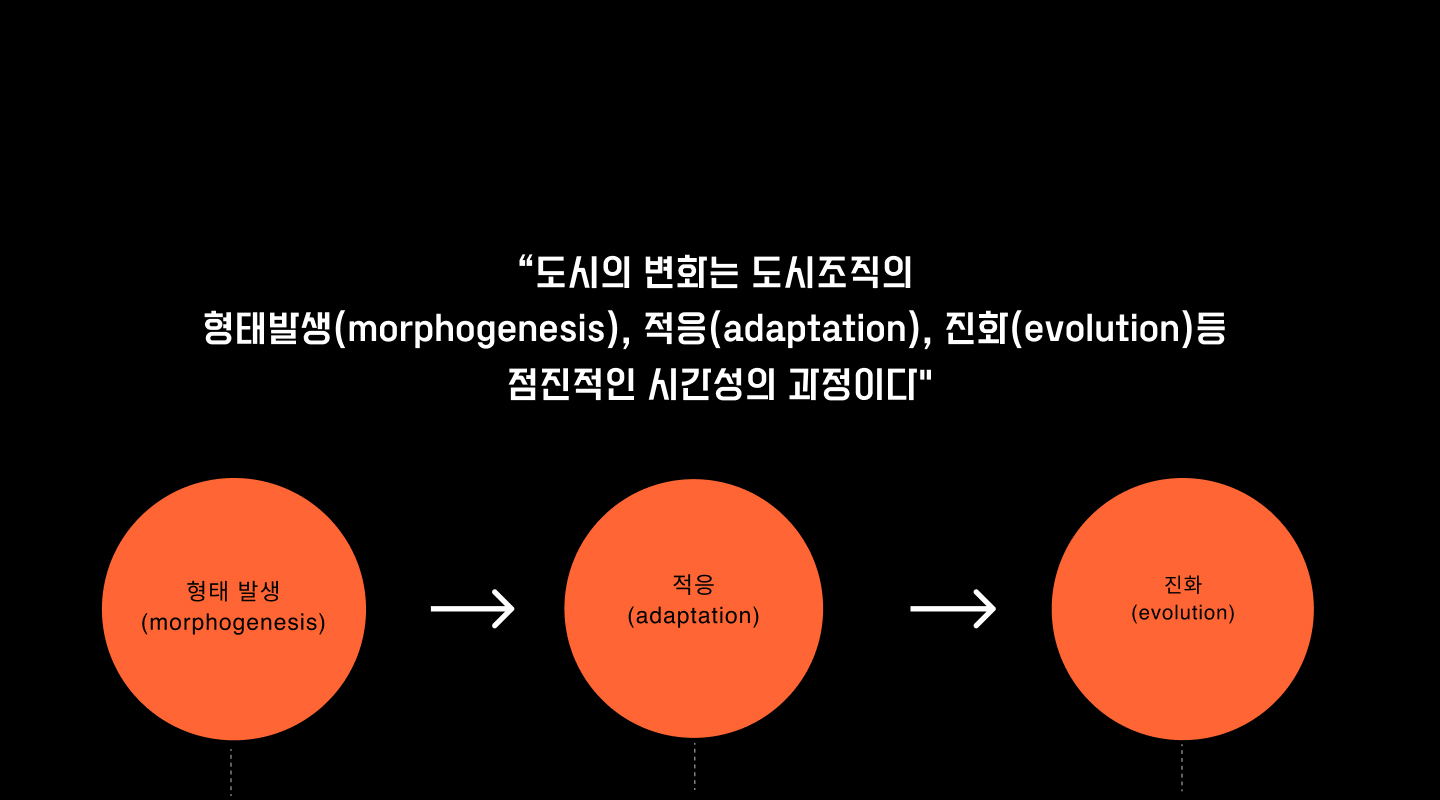 “도시의 변화는 도시조직의
형태발생(morphogenesis), 적응(adaptation), 진화(evolution)등
점진적인 시간성의 과정이다"
형태 발생
(morphogenesis)
적응
(adaptation)
진화
(evolution)